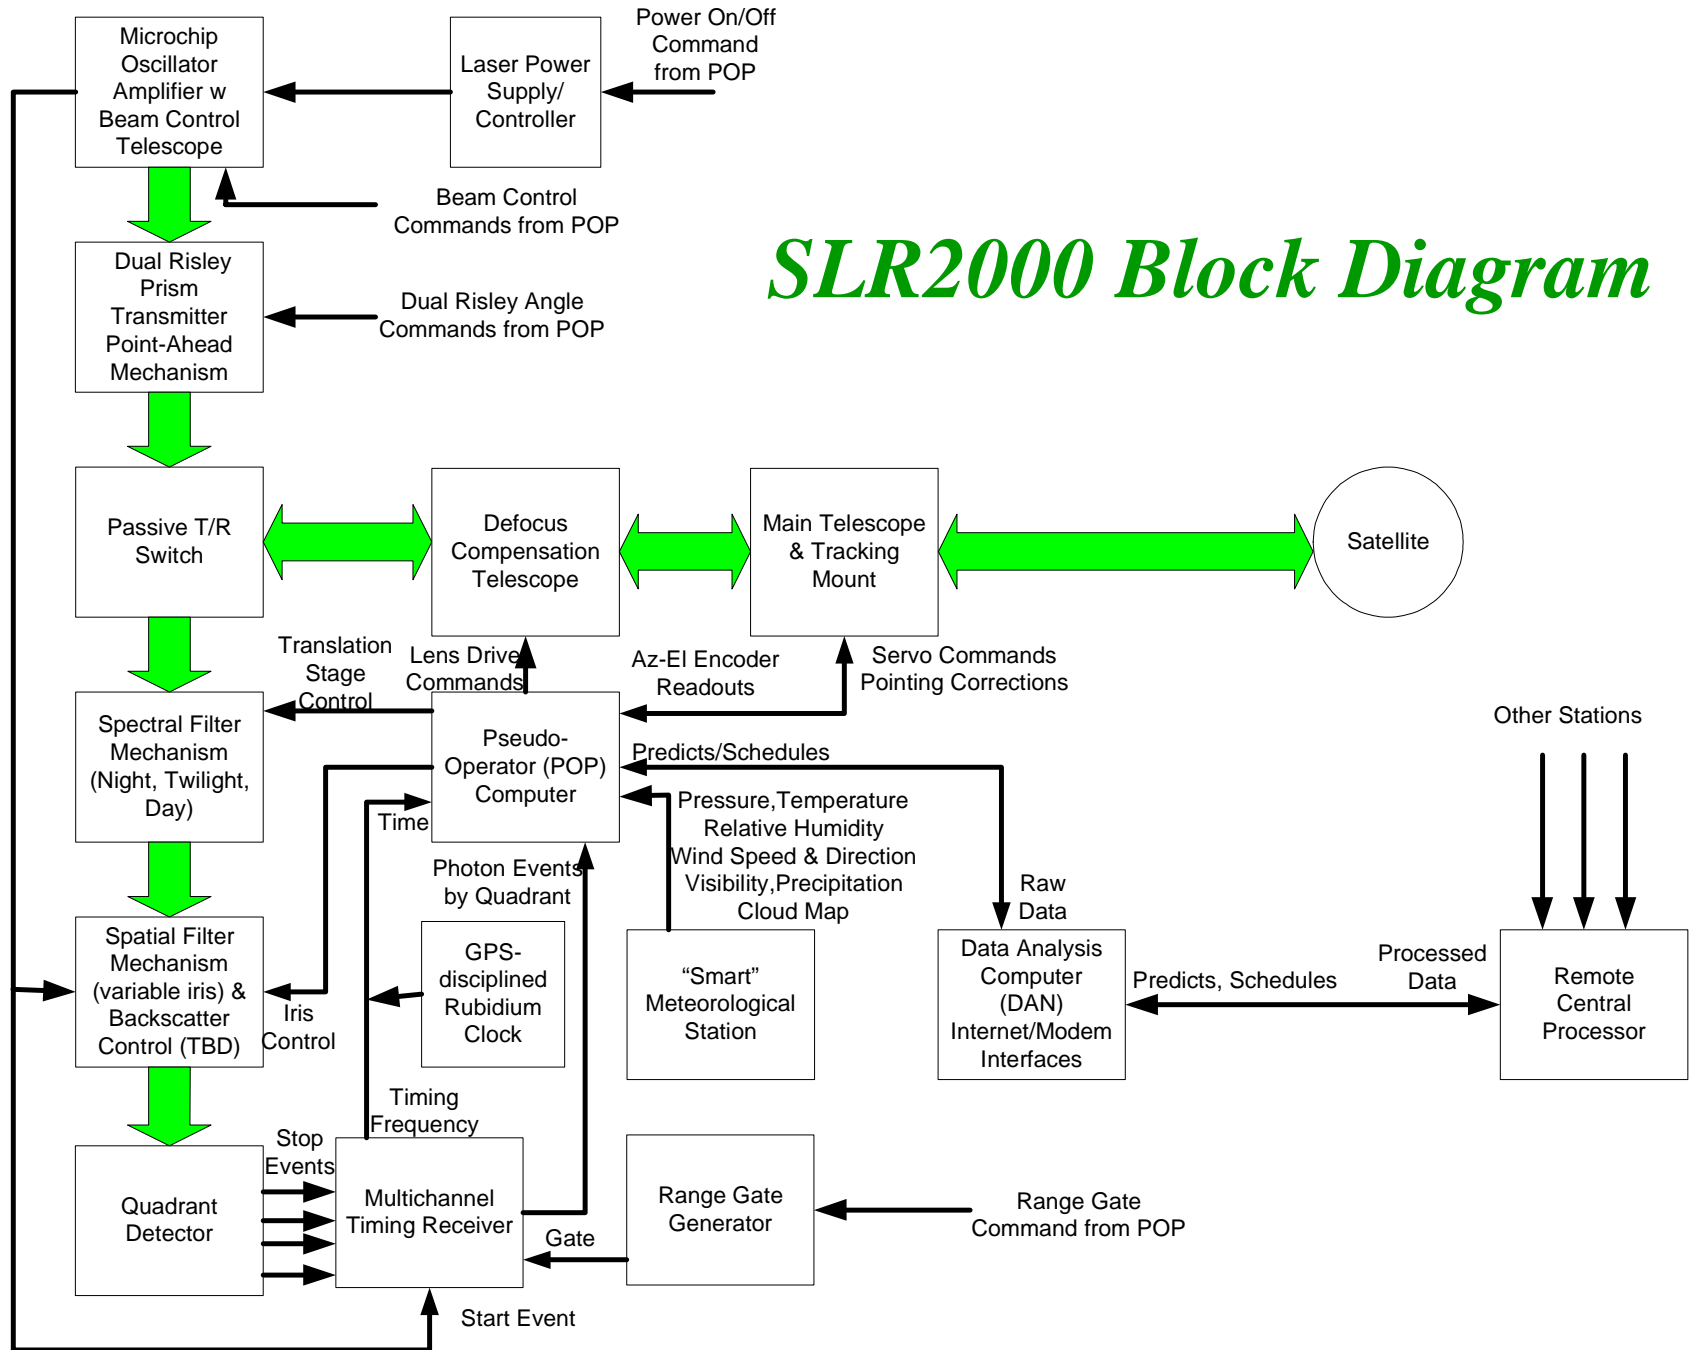 Microchip
Oscillator
Amplifier w
Beam Control
Telescope
Laser Power
Supply/
Controller
Power On/Off
Command
from POP
Beam Control
Commands from POP
SLR2000 Block Diagram
Dual Risley
Prism
Transmitter
Point-Ahead
Mechanism
Dual Risley Angle
Commands from POP
Passive T/R
Switch
Defocus
Compensation
Telescope
Main Telescope
& Tracking
Mount
Satellite
Translation
Stage
Control
Lens Drive
Commands
Az-El Encoder
Readouts
Servo Commands
Pointing Corrections
Spectral Filter
Mechanism
(Night, Twilight,
Day)
Pseudo-
Operator (POP)
Computer
Predicts/Schedules
Other Stations
Time
Pressure,Temperature
Relative Humidity
Wind Speed & Direction
Visibility,Precipitation
Cloud Map
Photon Events
by Quadrant
Raw
Data
Spatial Filter
Mechanism
(variable iris) &
Backscatter
Control (TBD)
Iris
Control
GPS-
disciplined
Rubidium
Clock
“Smart”
Meteorological
Station
Data Analysis
Computer
(DAN)
Internet/Modem
Interfaces
Predicts, Schedules
Processed
Data
Remote
Central
Processor
Timing
Frequency
Stop
Events
Quadrant
Detector
Multichannel
Timing Receiver
Gate
Range Gate
Generator
Range Gate
Command from POP
Start Event